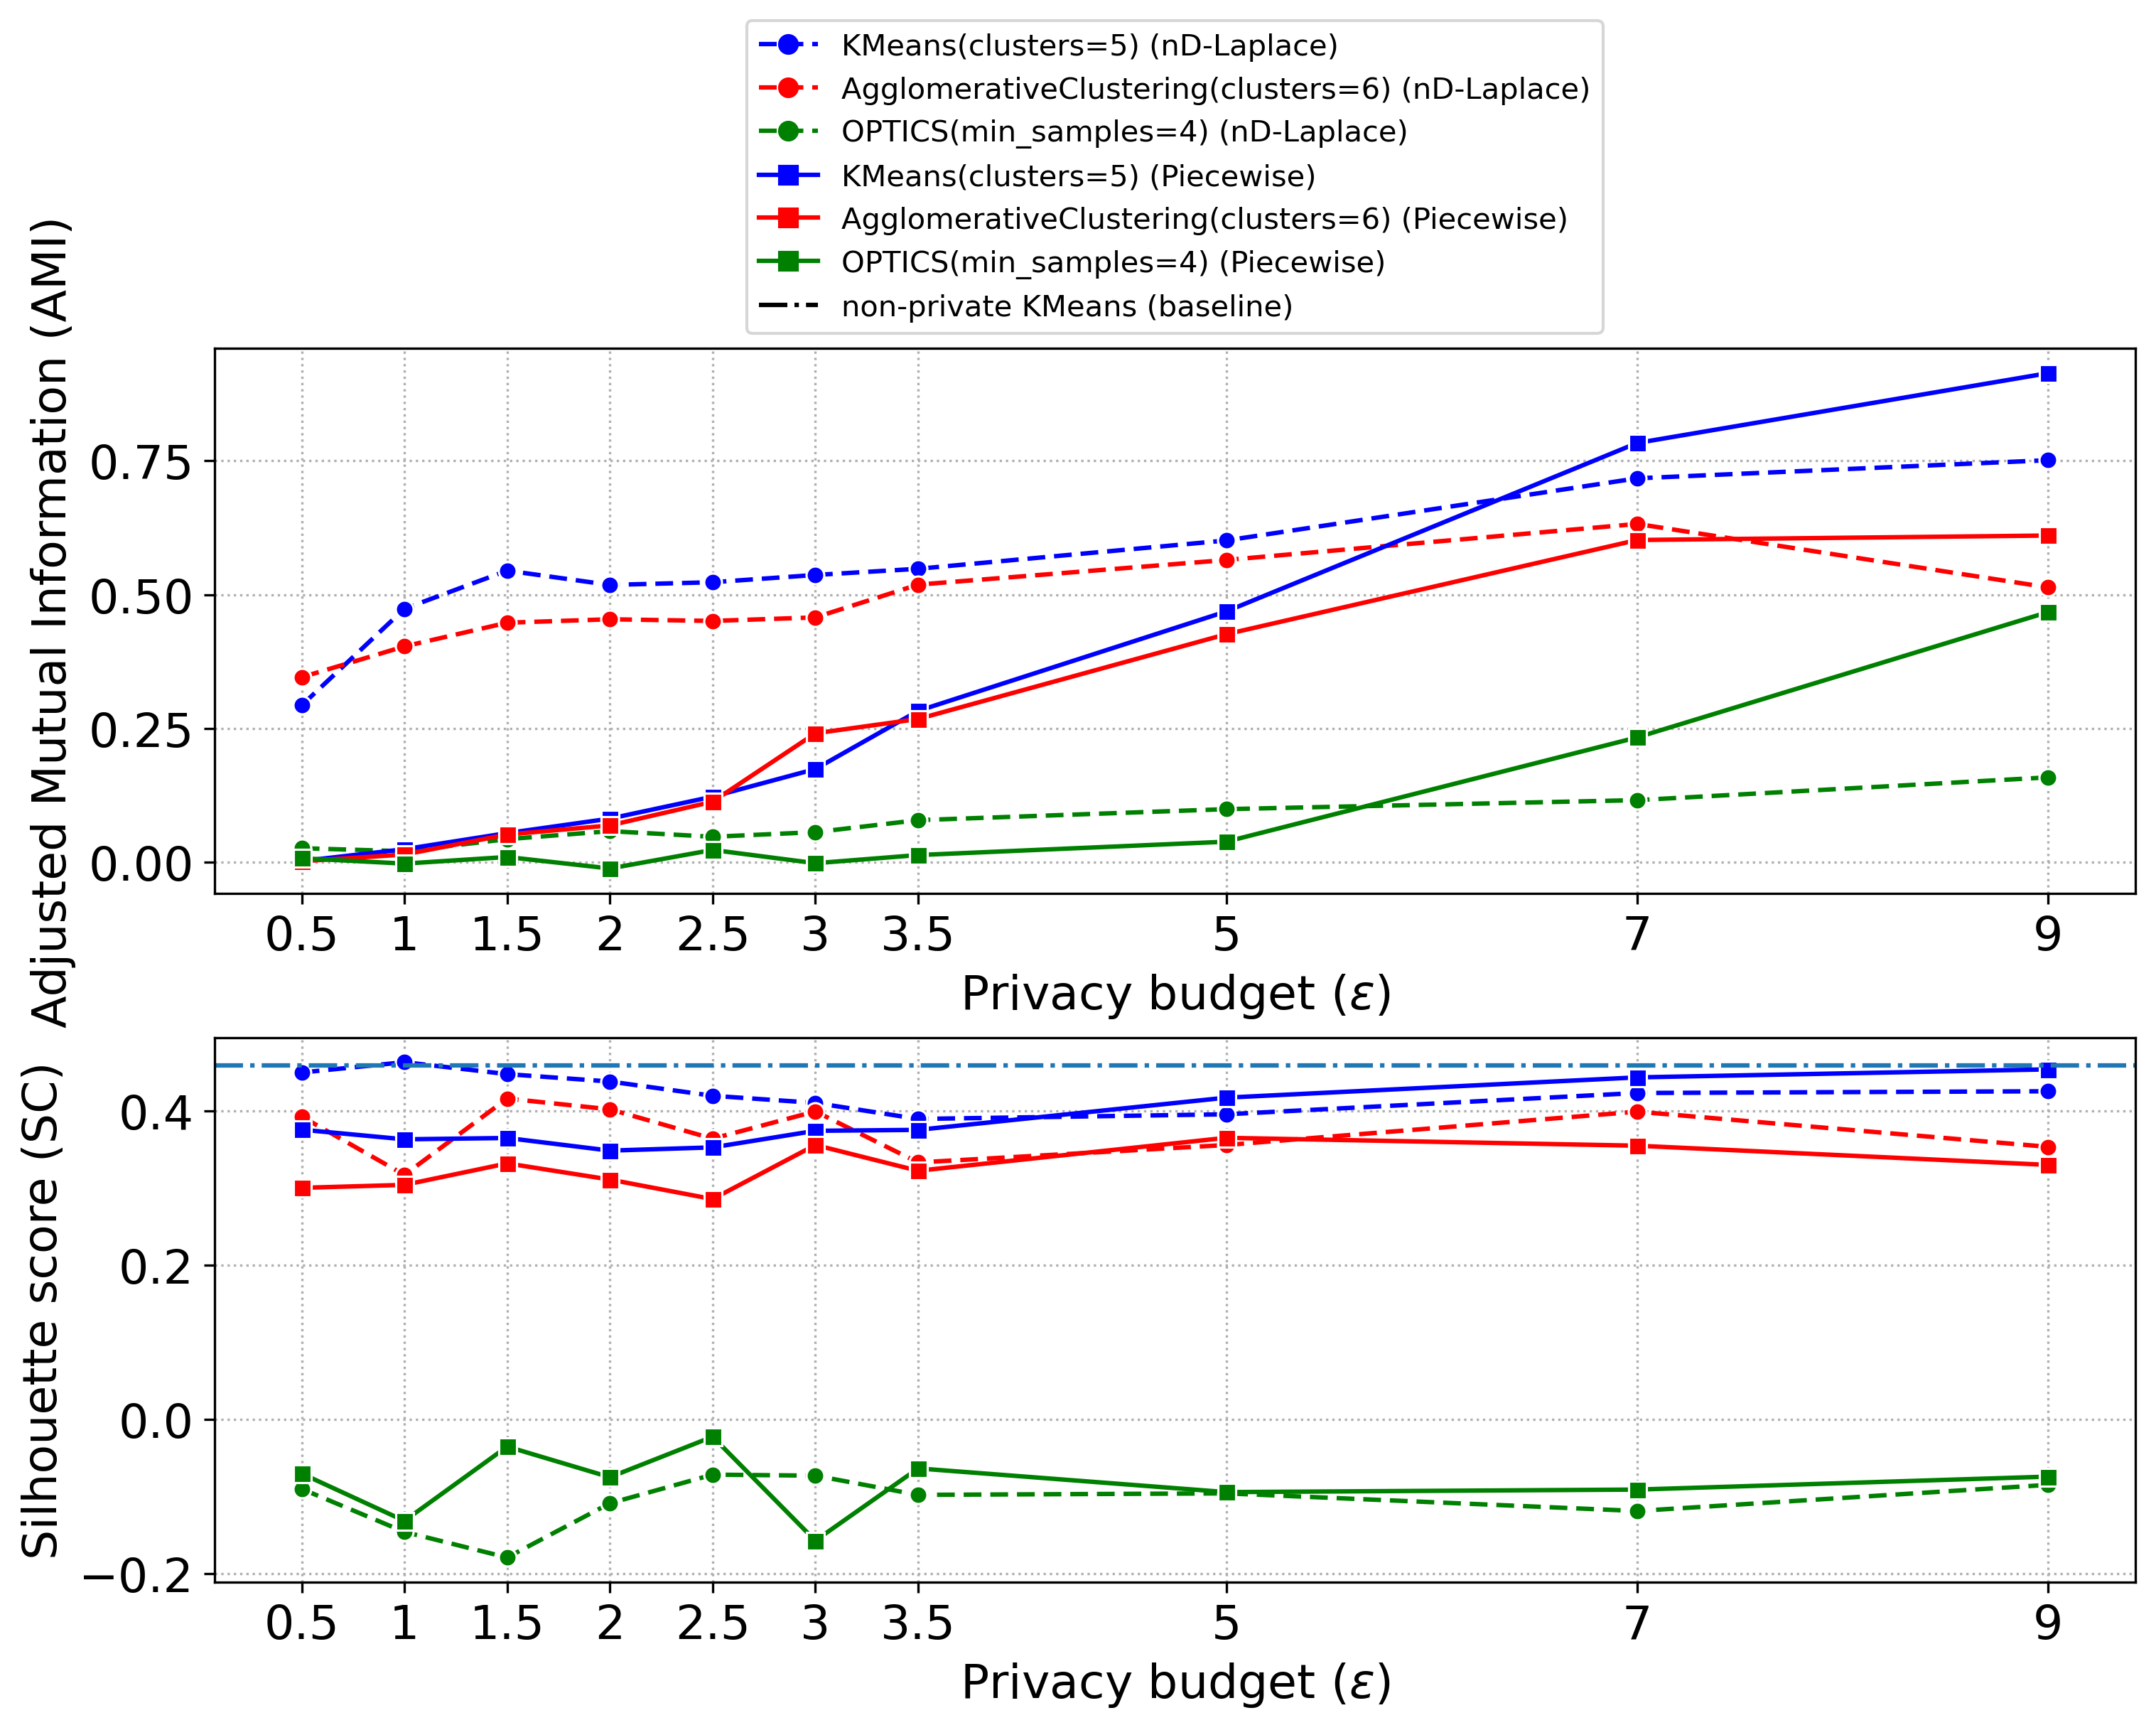 KMeans(clusters=5) (nD-Laplace)
AgglomerativeClustering(clusters=6) (nD-Laplace)
OPTICS(min_samples=4) (nD-Laplace)
KMeans(clusters=5) (Piecewise)
AgglomerativeClustering(clusters=6) (Piecewise)
OPTICS(min_samples=4) (Piecewise)
non-private KMeans (baseline)
Adjusted Mutual Information (AMI)
0.75
0.50
0.25
0.00
0.5 1 1.5 2 2.5 3 3.5 5 7 9
Privacy budget (ε)
Silhouette score (SC)
0.4
0.2
0.0
−0.2
0.5 1 1.5 2 2.5 3 3.5 5 7 9
Privacy budget (ε)